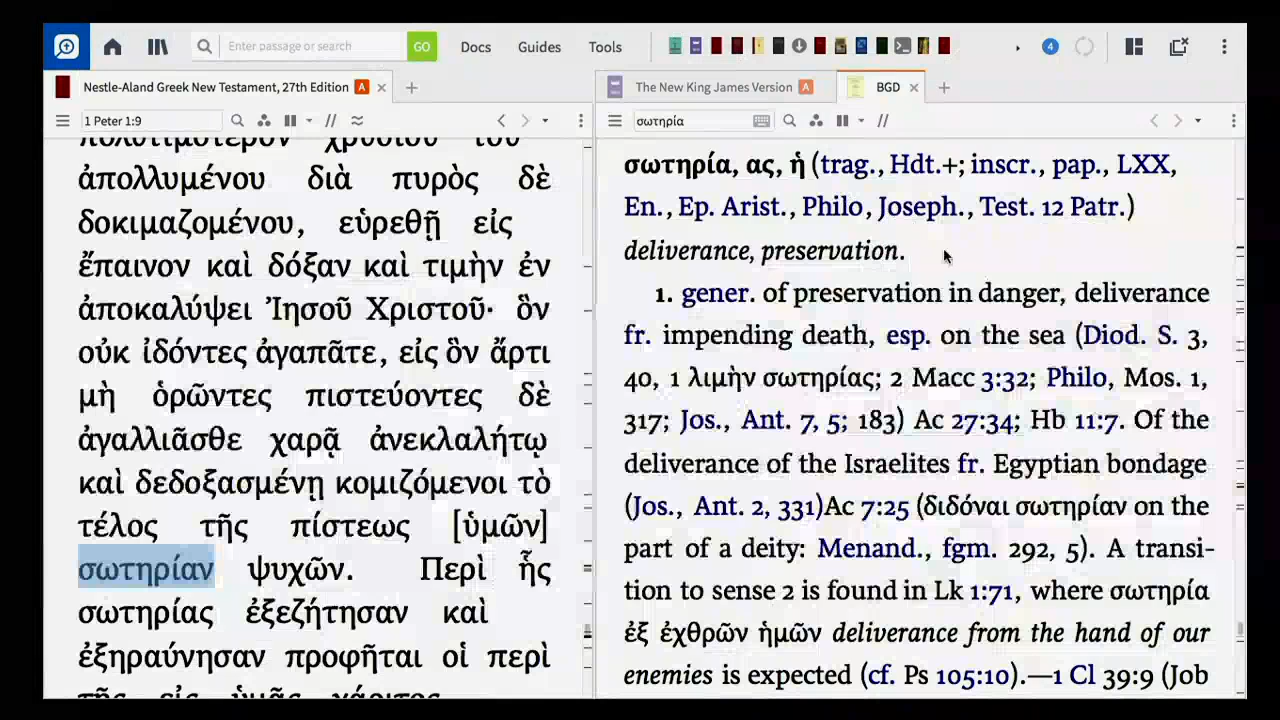 Enter passage or search
GO
Docs
Guides
Tools
4
Nestle-Aland Greek New Testament, 27th Edition A
The New King James Version A
BGD
1 Peter 1:9
σωτηρία
πολυτιμότερον χρυσίου τοῦ
ἀπολλυμένου διὰ πυρὸς δὲ
δοκιμαζομένου, εὑρεθῇ εἰς
ἔπαινον καὶ δόξαν καὶ τιμὴν ἐν
ἀποκαλύψει Ἰησοῦ Χριστοῦ· ὃν
οὐκ ἰδόντες ἀγαπᾶτε, εἰς ὃν ἄρτι
μὴ ὁρῶντες πιστεύοντες δὲ
ἀγαλλιᾶσθε χαρᾷ ἀνεκλαλήτῳ
καὶ δεδοξασμένῃ κομιζόμενοι τὸ
τέλος τῆς πίστεως [ὑμῶν]
σωτηρίαν ψυχῶν. Περὶ ἧς
σωτηρίας ἐξεζήτησαν καὶ
ἐξηραύνησαν προφῆται οἱ περὶ
τῆς εἰς ὑμᾶς χάριτος
σωτηρία, ας, ἡ (trag., Hdt.+; inscr., pap., LXX,
En., Ep. Arist., Philo, Joseph., Test. 12 Patr.)
deliverance, preservation.
1. gener. of preservation in danger, deliverance
fr. impending death, esp. on the sea (Diod. S. 3,
40, 1 λιμὴν σωτηρίας; 2 Macc 3:32; Philo, Mos. 1,
317; Jos., Ant. 7, 5; 183) Ac 27:34; Hb 11:7. Of the
deliverance of the Israelites fr. Egyptian bondage
(Jos., Ant. 2, 331)Ac 7:25 (διδόναι σωτηρίαν on the
part of a deity: Menand., fgm. 292, 5). A transi-
tion to sense 2 is found in Lk 1:71, where σωτηρία
ἐξ ἐχθρῶν ἡμῶν deliverance from the hand of our
enemies is expected (cf. Ps 105:10).—1 Cl 39:9 (Job